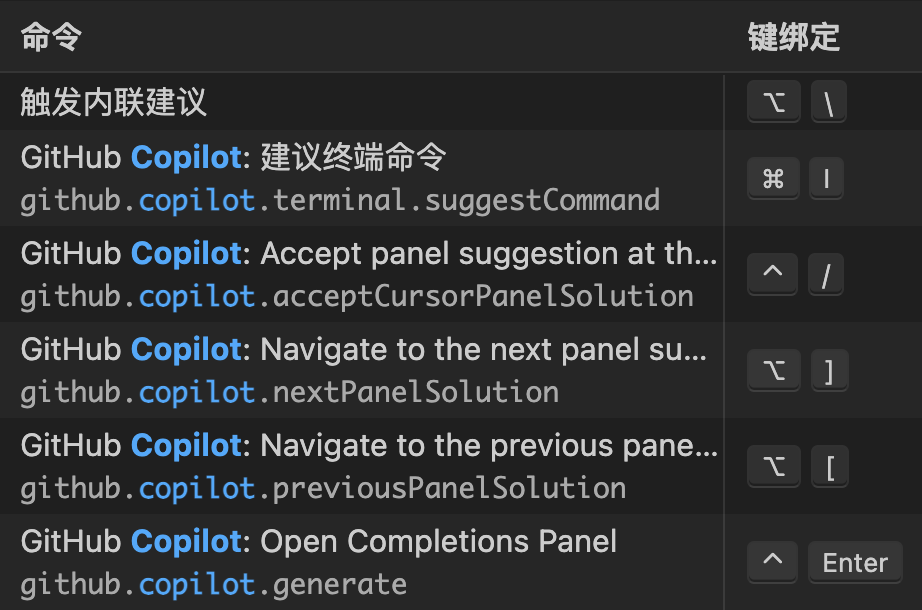 命令 键绑定
触发内联建议 ⌥ \
GitHub Copilot: 建议终端命令
github.copilot.terminal.suggestCommand ⌘ I
GitHub Copilot: Accept panel suggestion at th...
github.copilot.acceptCursorPanelSolution ^ /
GitHub Copilot: Navigate to the next panel su...
github.copilot.nextPanelSolution ⌥ ]
GitHub Copilot: Navigate to the previous pane...
github.copilot.previousPanelSolution ⌥ [
GitHub Copilot: Open Completions Panel
github.copilot.generate ^ Enter